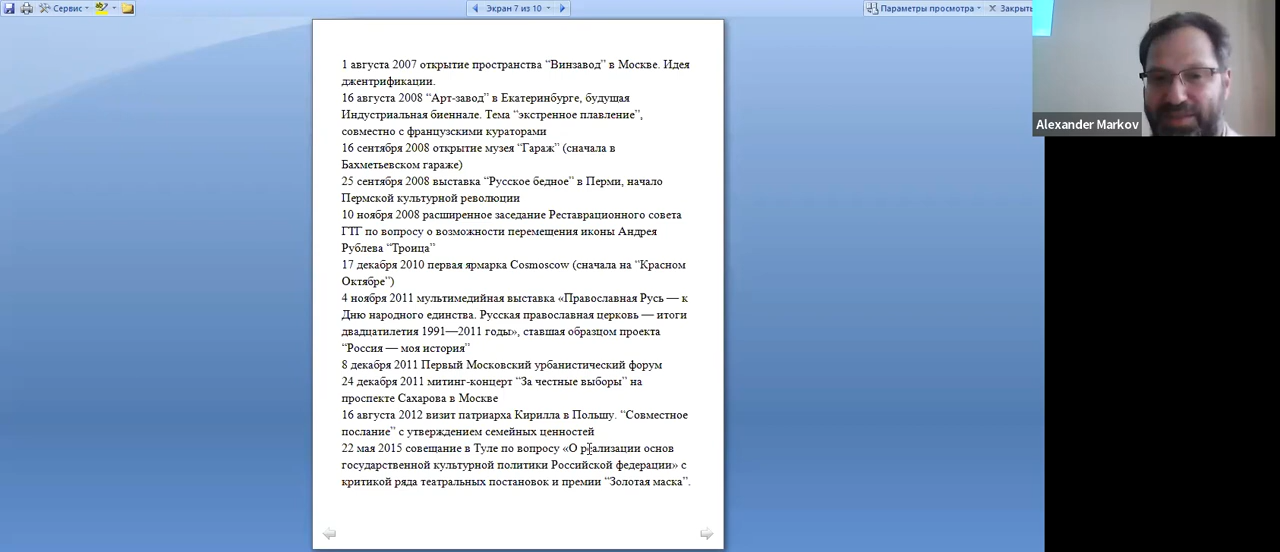 Сервис
Экран 7 из 10
Параметры просмотра
Закрыть
1 августа 2007 открытие пространства “Винзавод” в Москве. Идея
джентрификации.
16 августа 2008 “Арт-завод” в Екатеринбурге, будущая
Индустриальная биеннале. Тема “экстренное плавление”,
совместно с французскими кураторами
16 сентября 2008 открытие музея “Гараж” (сначала в
Бахметьевском гараже)
25 сентября 2008 выставка “Русское бедное” в Перми, начало
Пермской культурной революции
10 ноября 2008 расширенное заседание Реставрационного совета
ГТГ по вопросу о возможности перемещения иконы Андрея
Рублева “Троица”
17 декабря 2010 первая ярмарка Cosmoscow (сначала на “Красном
Октябре”)
4 ноября 2011 мультимедийная выставка «Православная Русь — к
Дню народного единства. Русская православная церковь — итоги
двадцатилетия 1991—2011 годы», ставшая образцом проекта
“Россия — моя история”
8 декабря 2011 Первый Московский урбанистический форум
24 декабря 2011 митинг-концерт “За честные выборы” на
проспекте Сахарова в Москве
16 августа 2012 визит патриарха Кирилла в Польшу. “Совместное
послание” с утверждением семейных ценностей
22 мая 2015 совещание в Туле по вопросу «О реализации основ
государственной культурной политики Российской федерации» с
критикой ряда театральных постановок и премии “Золотая маска”.
Alexander Markov